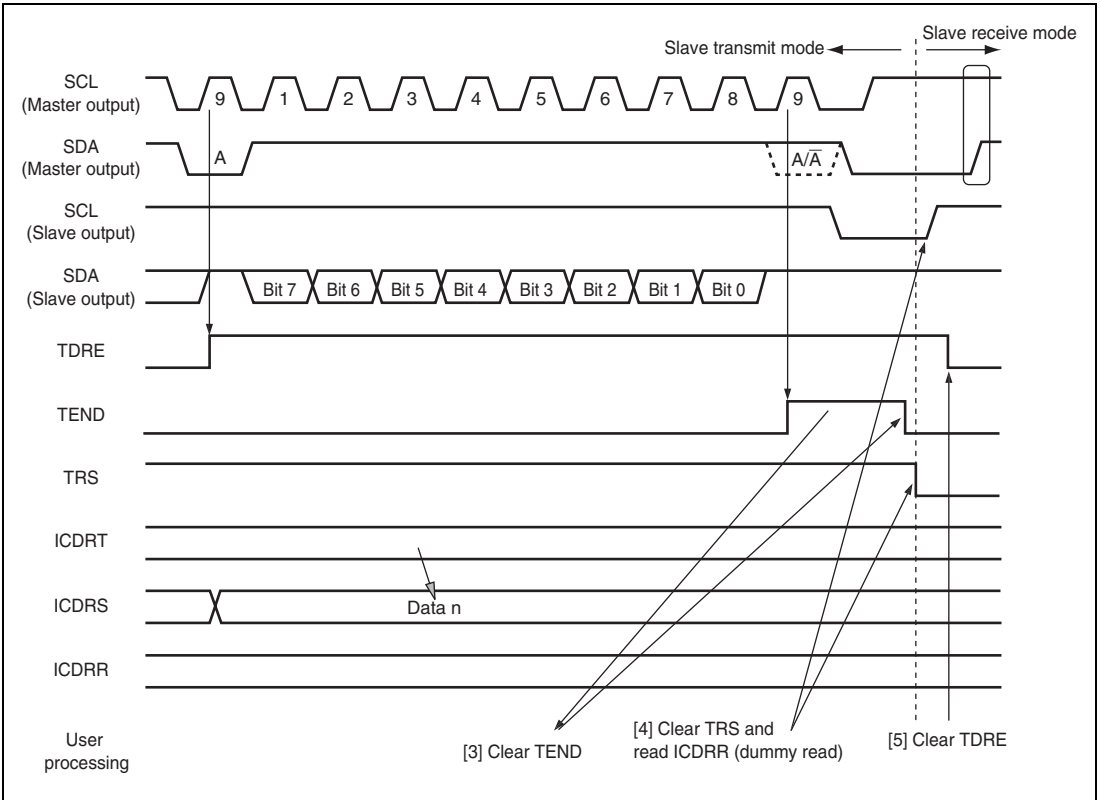 Slave transmit mode
Slave receive mode
SCL
(Master output)
9 1 2 3 4 5 6 7 8 9
SDA
(Master output)
A
A/A̅
SCL
(Slave output)
SDA
(Slave output)
Bit 7 Bit 6 Bit 5 Bit 4 Bit 3 Bit 2 Bit 1 Bit 0
TDRE
TEND
TRS
ICDRT
ICDRS
Data n
ICDRR
User
processing
[3] Clear TEND
[4] Clear TRS and
read ICDRR (dummy read)
[5] Clear TDRE